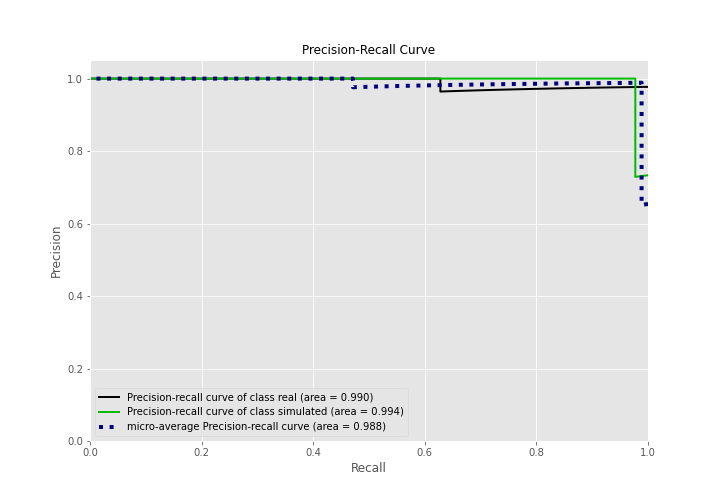 Precision-Recall Curve
1.0
0.8
0.6
0.4
0.2
0.0
Precision
Precision-recall curve of class real (area = 0.990)
Precision-recall curve of class simulated (area = 0.994)
micro-average Precision-recall curve (area = 0.988)
0.0 0.2 0.4 0.6 0.8 1.0
Recall